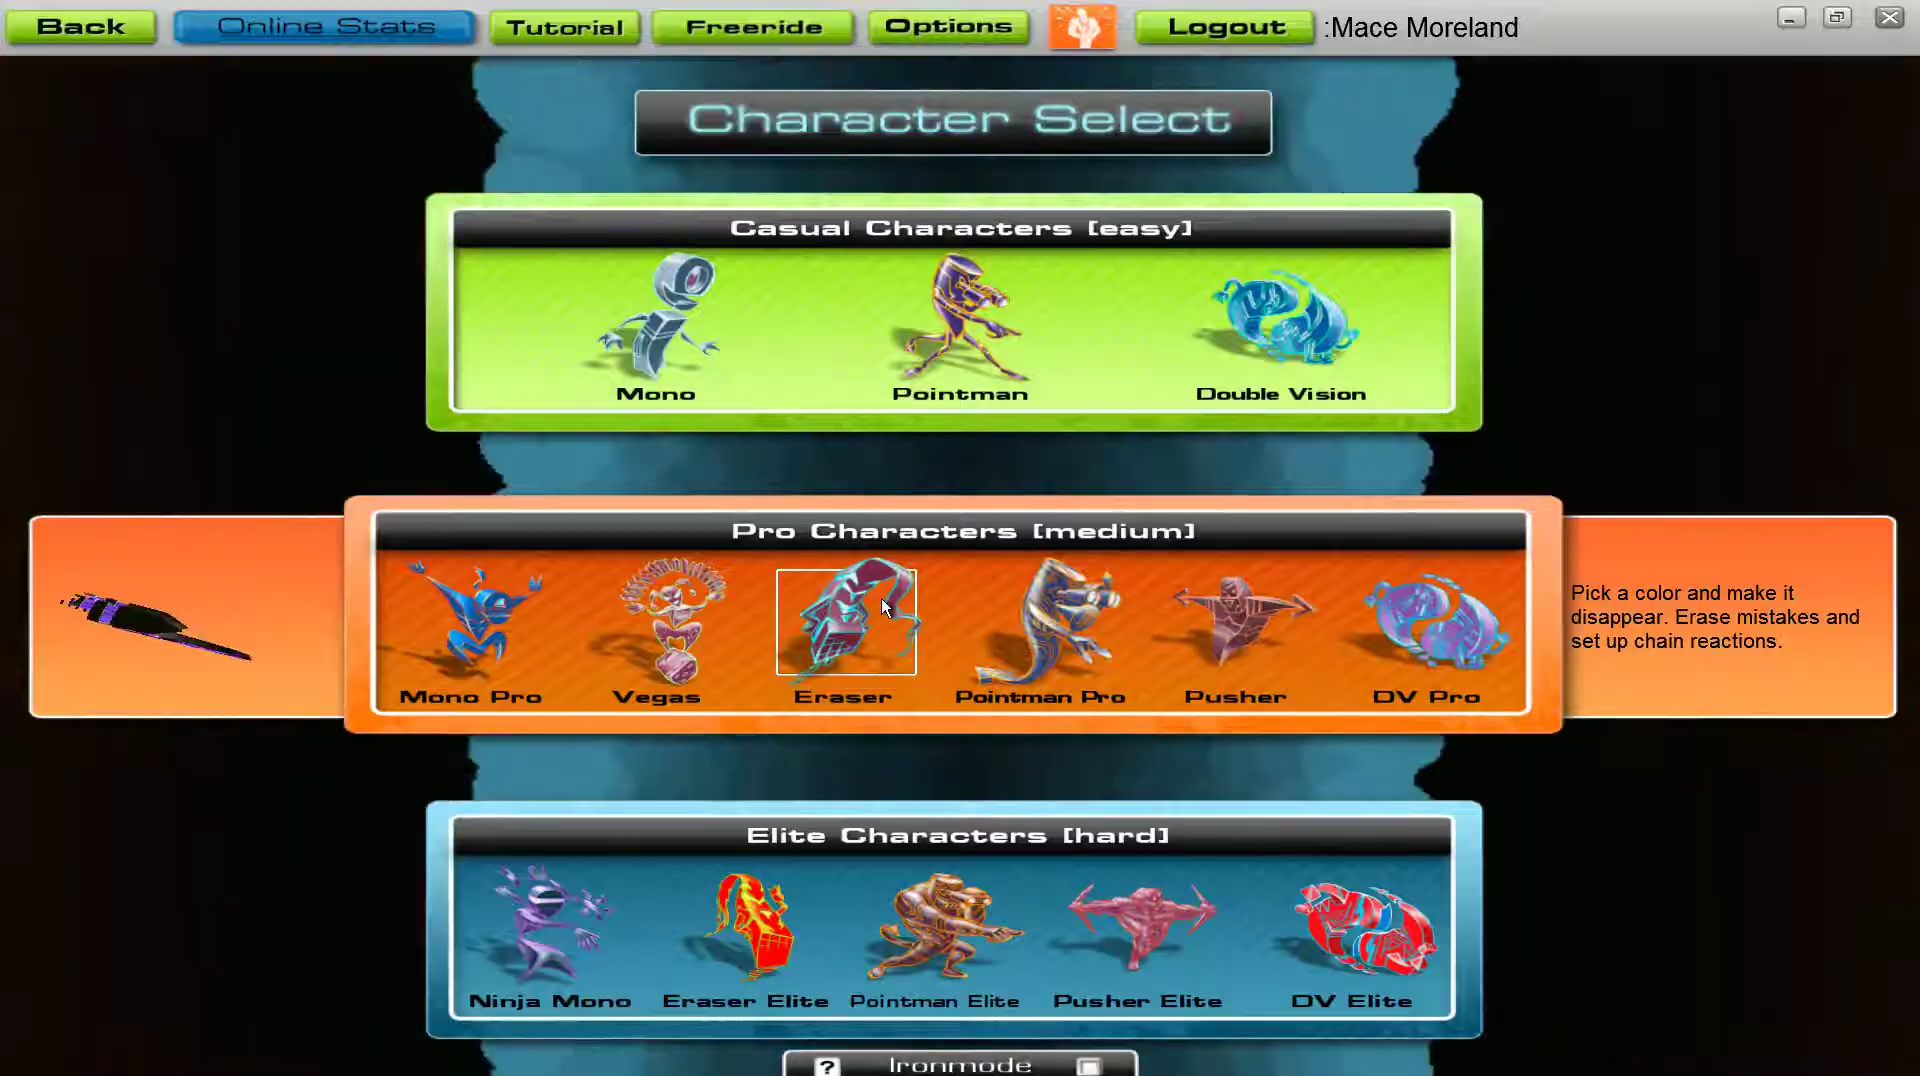 Back Online Stats Tutorial Freeride Options Logout :Mace Moreland
Character Select
Casual Characters [easy]
Mono Pointman Double Vision
Pro Characters [medium]
Pick a color and make it
disappear. Erase mistakes and
set up chain reactions.
Mono Pro Vegas Eraser Pointman Pro Pusher DV Pro
Elite Characters [hard]
Ninja Mono Eraser Elite Pointman Elite Pusher Elite DV Elite
? Ironmode